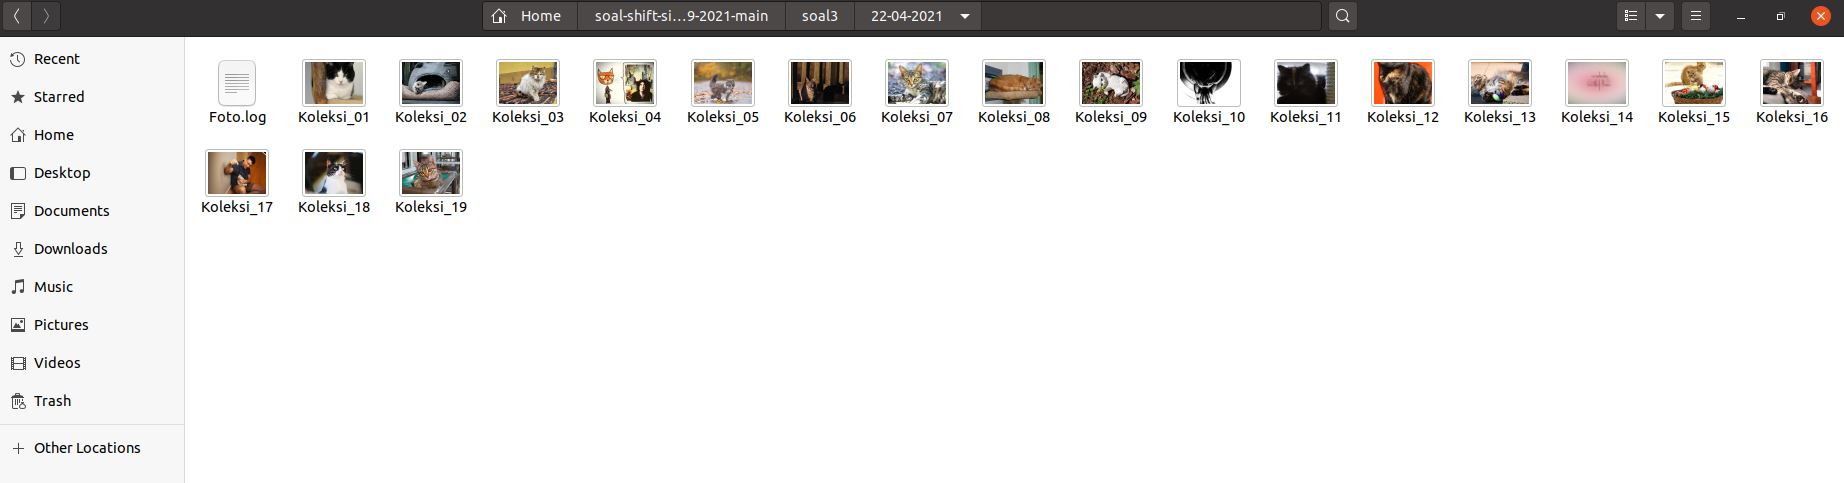 Home soal-shift-si...9-2021-main soal3 22-04-2021
Recent
Starred
Home
Desktop
Documents
Downloads
Music
Pictures
Videos
Trash
Other Locations
Foto.log Koleksi_01 Koleksi_02 Koleksi_03 Koleksi_04 Koleksi_05 Koleksi_06 Koleksi_07 Koleksi_08 Koleksi_09 Koleksi_10 Koleksi_11 Koleksi_12 Koleksi_13 Koleksi_14 Koleksi_15 Koleksi_16
Koleksi_17 Koleksi_18 Koleksi_19